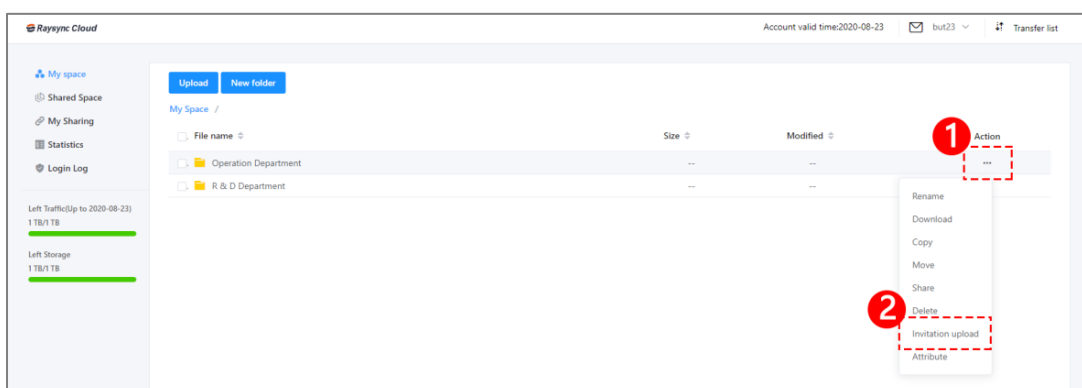 Raysync Cloud
Account valid time:2020-08-23
but23
Transfer list
My space
Shared Space
My Sharing
Statistics
Login Log
Left Traffic(Up to 2020-08-23)
1 TB/1 TB
Left Storage
1 TB/1 TB
Upload
New folder
My Space /
File name
Size
Modified
Action
1
Operation Department
--
--
•••
R & D Department
--
--
Rename
Download
Copy
Move
Share
Delete
2
Invitation upload
Attribute